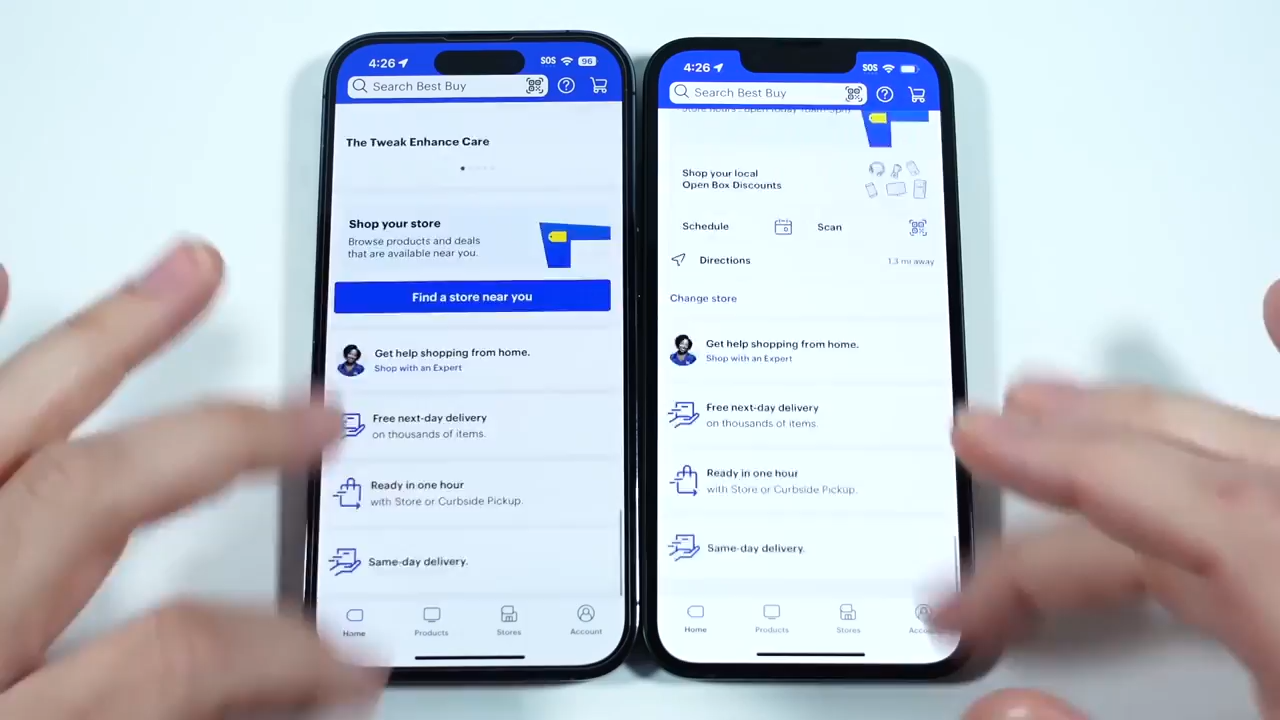 4:26
SOS
96
Search Best Buy
The Tweak Enhance Care
Shop your store
Browse products and deals
that are available near you.
Find a store near you
Get help shopping from home.
Shop with an Expert
Free next-day delivery
on thousands of items.
Ready in one hour
with Store or Curbside Pickup.
Same-day delivery.
Home
Products
Stores
Account
4:26
SOS
Search Best Buy
Shop your local
Open Box Discounts
Schedule
Scan
Directions
1.3 mi away
Change store
Get help shopping from home.
Shop with an Expert
Free next-day delivery
on thousands of items.
Ready in one hour
with Store or Curbside Pickup.
Same-day delivery.
Home
Products
Stores